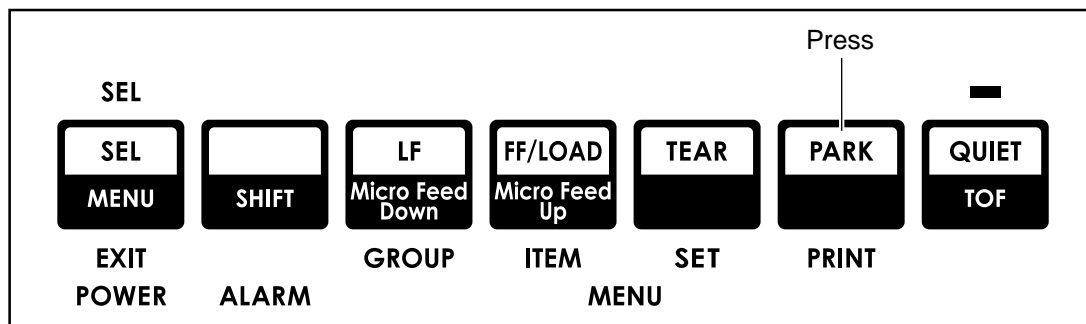 Press
SEL
SEL LF FF/LOAD TEAR PARK QUIET
MENU SHIFT Micro Feed Down Micro Feed Up TOF
EXIT GROUP ITEM SET PRINT
POWER ALARM MENU